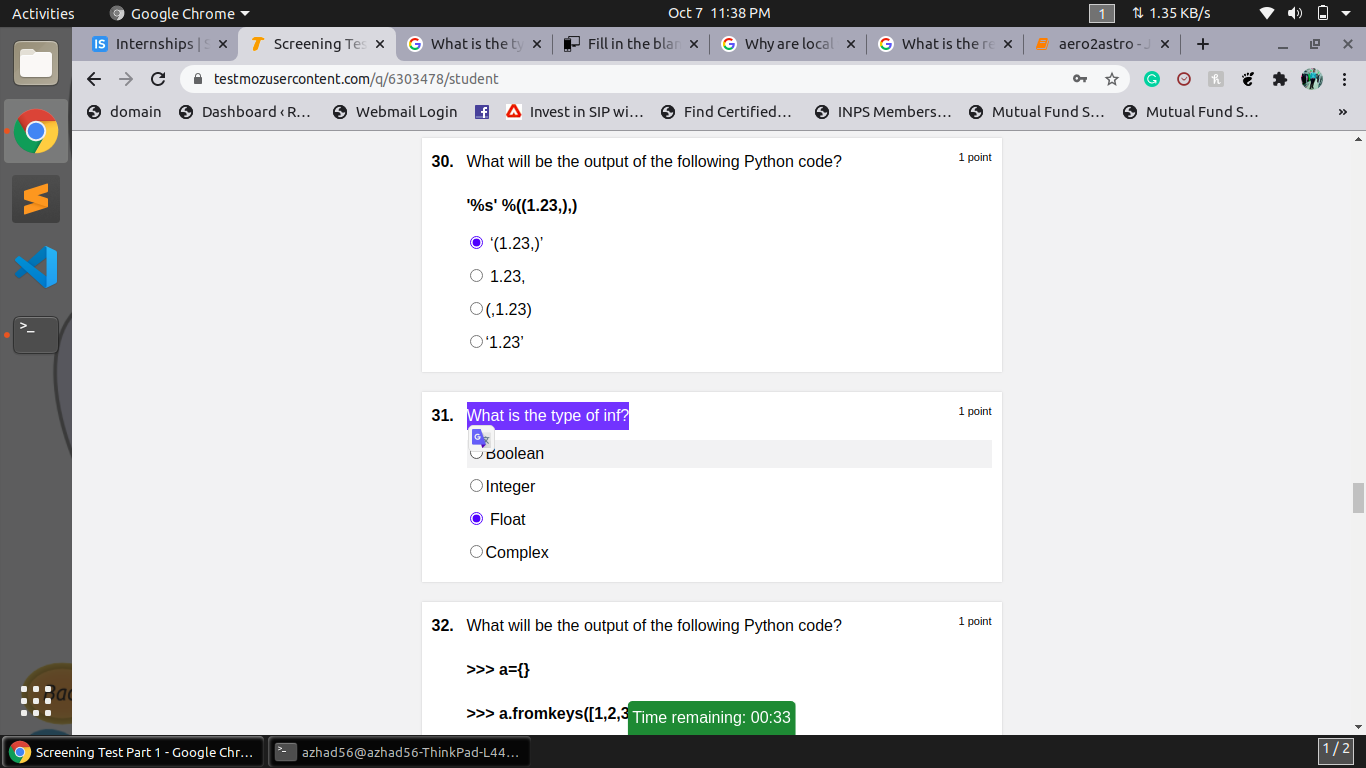 Activities
Google Chrome
Oct 7 11:38 PM
1
1.35 KB/s
Internships | S
Screening Tes
What is the ty
Fill in the blan
Why are local
What is the re
aero2astro - J
testmozusercontent.com/q/6303478/student
domain
Dashboard ‹ R...
Webmail Login
Invest in SIP wi...
Find Certified...
INPS Members...
Mutual Fund S...
Mutual Fund S...
»
30. What will be the output of the following Python code?
1 point
'%s' %((1.23,),)
‘(1.23,)’
1.23,
(,1.23)
‘1.23’
31. What is the type of inf?
1 point
Boolean
Integer
Float
Complex
32. What will be the output of the following Python code?
1 point
>>> a={}
>>> a.fromkeys([1,2,3
Time remaining: 00:33
Screening Test Part 1 - Google Chr...
azhad56@azhad56-ThinkPad-L44...
1 / 2